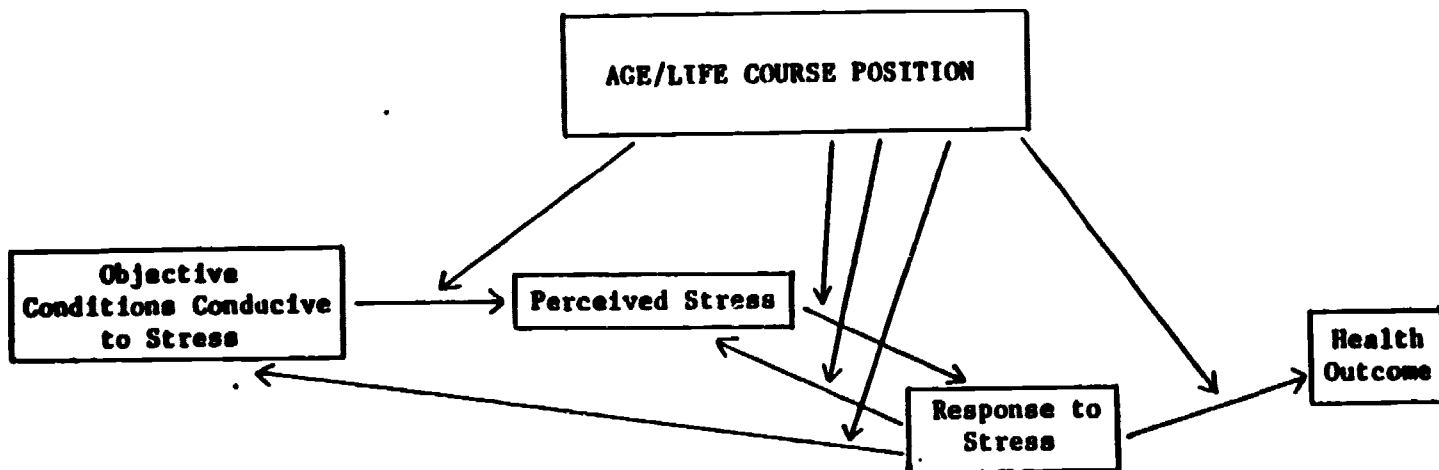 AGE/LIFE COURSE POSITION
Objective
Conditions Conducive
to Stress
Perceived Stress
Response to
Stress
Health
Outcome